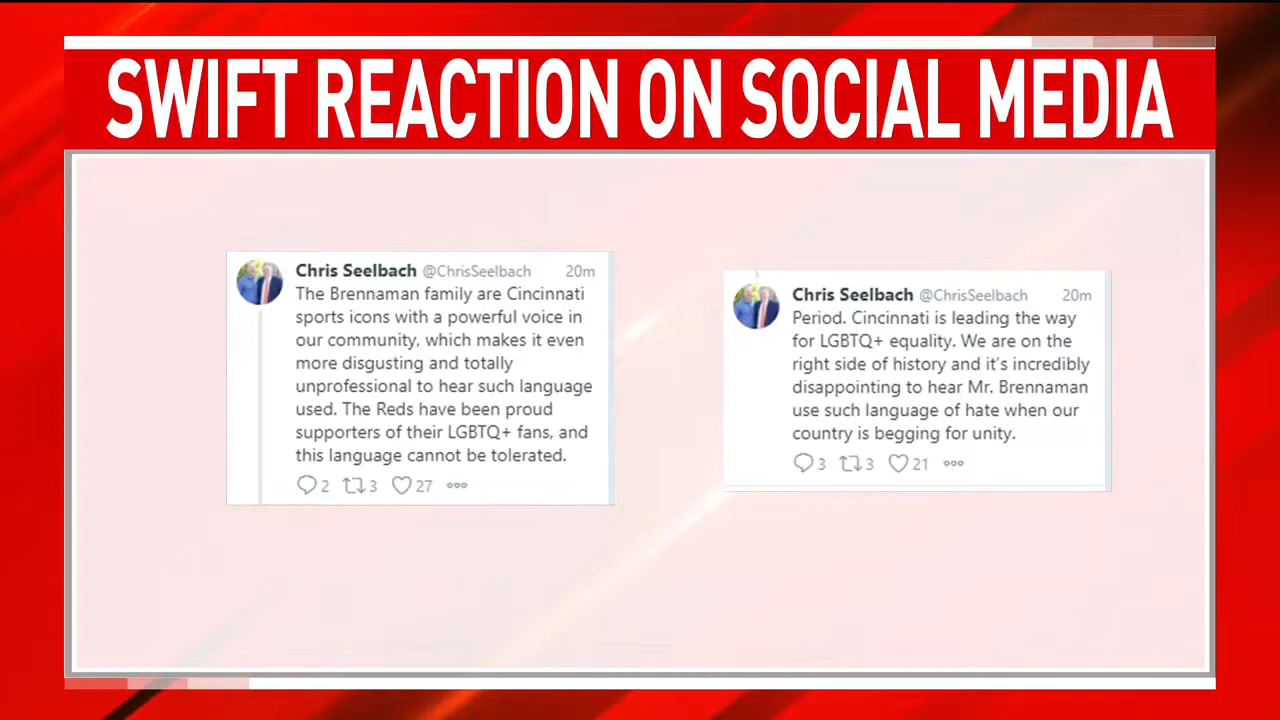 SWIFT REACTION ON SOCIAL MEDIA
Chris Seelbach @ChrisSeelbach 20m
The Brennaman family are Cincinnati
sports icons with a powerful voice in
our community, which makes it even
more disgusting and totally
unprofessional to hear such language
used. The Reds have been proud
supporters of their LGBTQ+ fans, and
this language cannot be tolerated.
2 3 27
Chris Seelbach @ChrisSeelbach 20m
Period. Cincinnati is leading the way
for LGBTQ+ equality. We are on the
right side of history and it's incredibly
disappointing to hear Mr. Brennaman
use such language of hate when our
country is begging for unity.
3 3 21